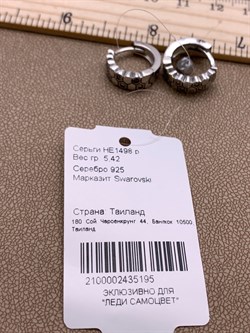 Серьги HE1498 р
Вес гр. 5.42
Серебро 925
Марказит Swarovski
Страна: Таиланд
180 Сой Чароенкрунг 44, Бангкок 10500
Таиланд
2100002435195
ЭКЛЮЗИВНО ДЛЯ
"ЛЕДИ САМОЦВЕТ"